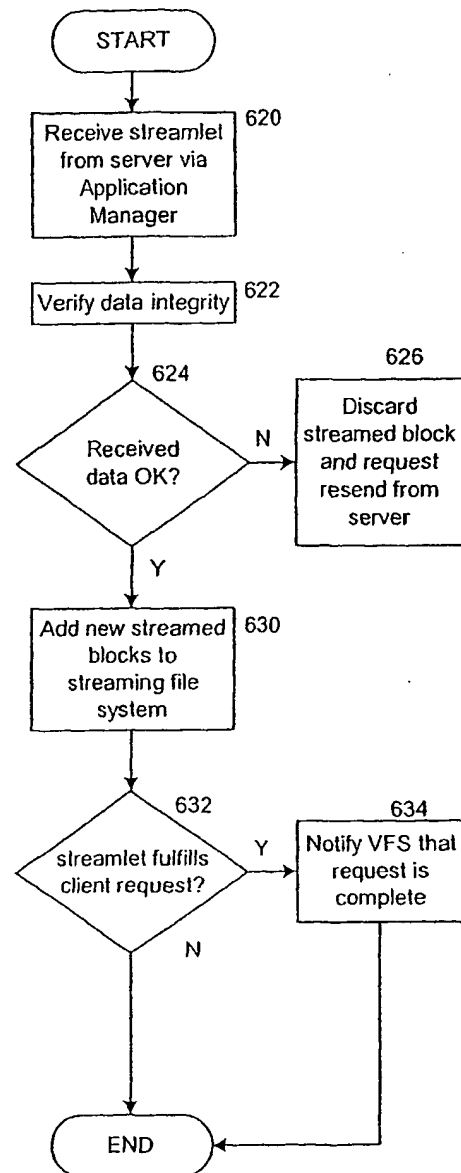 START
620
Receive streamlet
from server via
Application
Manager
622
Verify data integrity
624
Received
data OK?
N
Y
626
Discard
streamed block
and request
resend from
server
630
Add new streamed
blocks to
streaming file
system
632
streamlet fulfills
client request?
Y
N
634
Notify VFS that
request is
complete
END